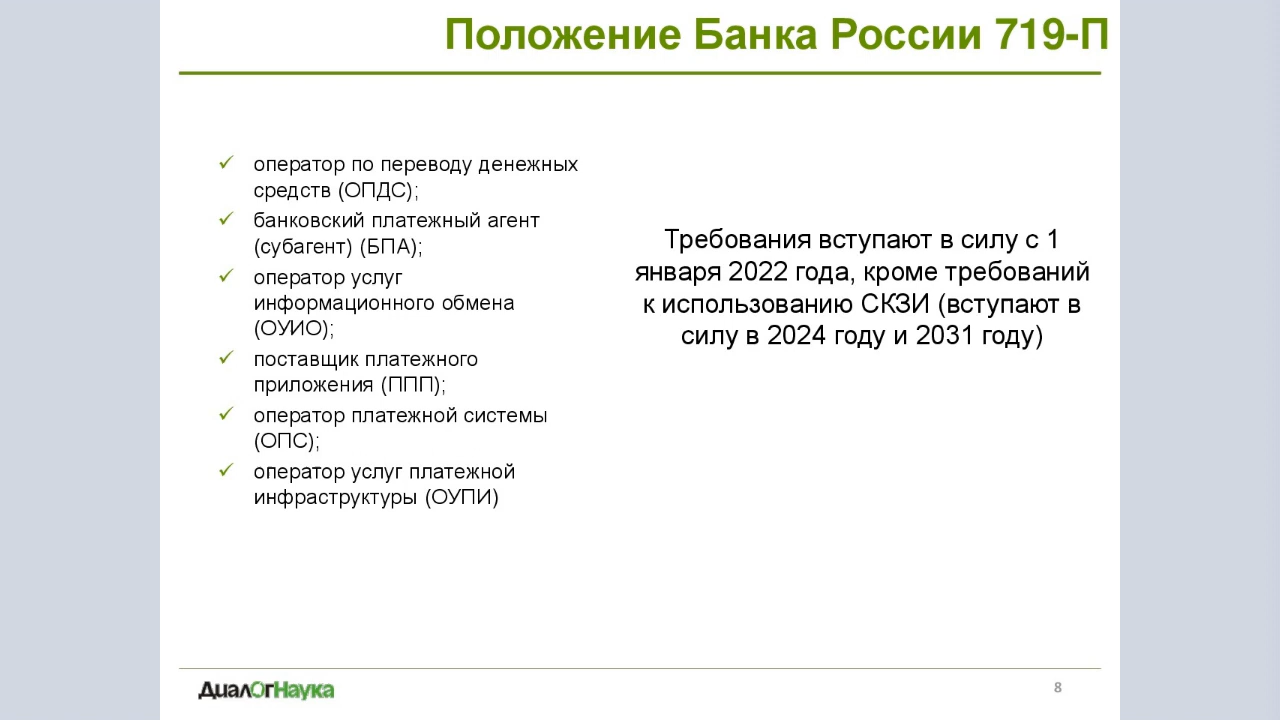 Положение Банка России 719-П
оператор по переводу денежных
средств (ОПДС);
банковский платежный агент
(субагент) (БПА);
оператор услуг
информационного обмена
(ОУИО);
поставщик платежного
приложения (ППП);
оператор платежной системы
(ОПС);
оператор услуг платежной
инфраструктуры (ОУПИ)
Требования вступают в силу с 1
января 2022 года, кроме требований
к использованию СКЗИ (вступают в
силу в 2024 году и 2031 году)
ДиалОгНаука
8